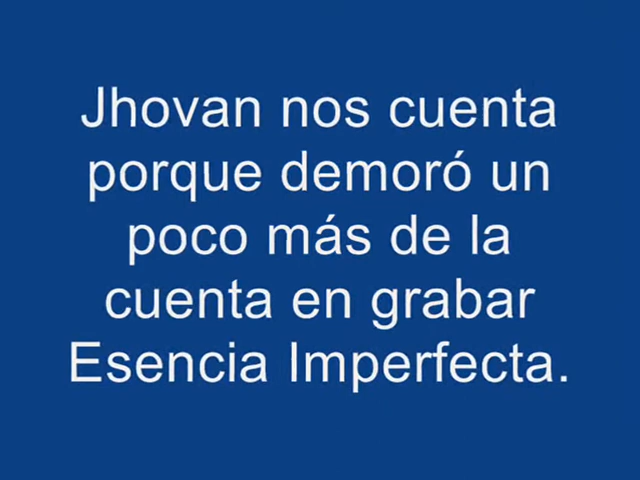 Jhovan nos cuenta
porque demoró un
poco más de la
cuenta en grabar
Esencia Imperfecta.